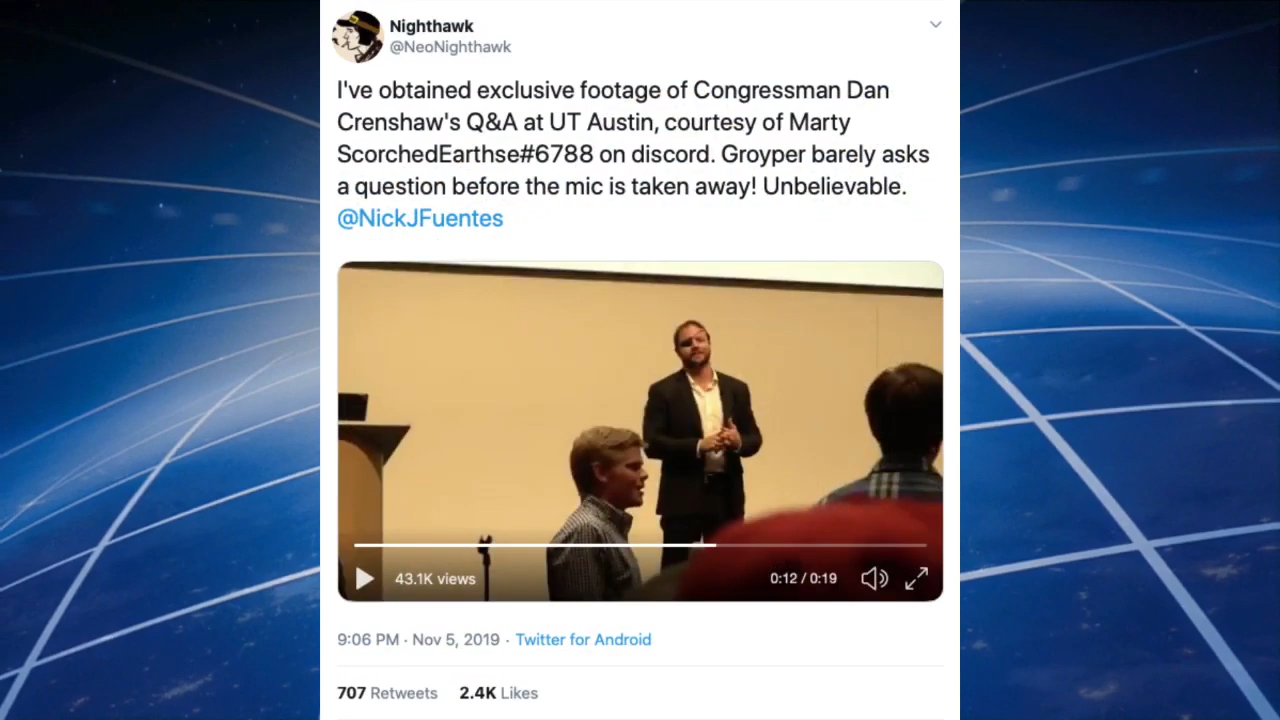 Nighthawk
@NeoNighthawk
I've obtained exclusive footage of Congressman Dan
Crenshaw's Q&A at UT Austin, courtesy of Marty
ScorchedEarthse#6788 on discord. Groyper barely asks
a question before the mic is taken away! Unbelievable.
@NickJFuentes
43.1K views
0:12 / 0:19
9:06 PM · Nov 5, 2019 · Twitter for Android
707 Retweets 2.4K Likes